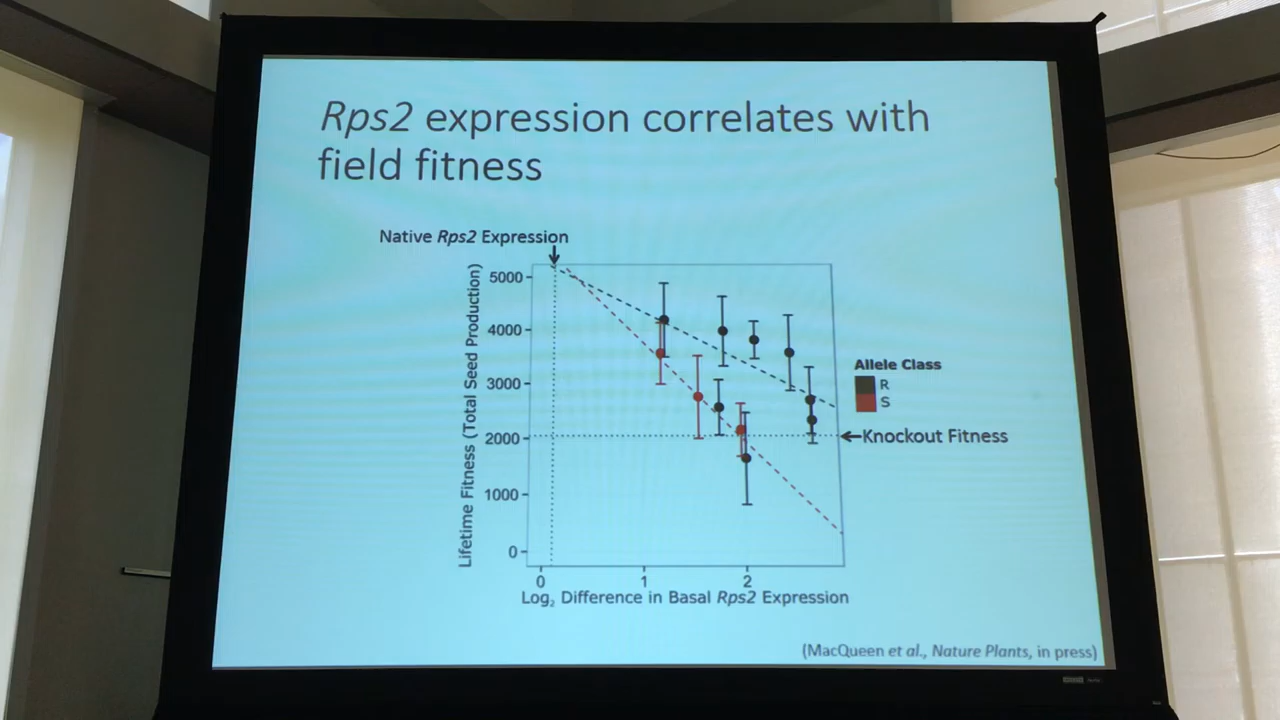 Rps2 expression correlates with
field fitness
Native Rps2 Expression
Lifetime Fitness (Total Seed Production)
5000
4000
3000
2000
1000
0
0 1 2
Log₂ Difference in Basal Rps2 Expression
Allele Class
R
S
Knockout Fitness
(MacQueen et al., Nature Plants, in press)